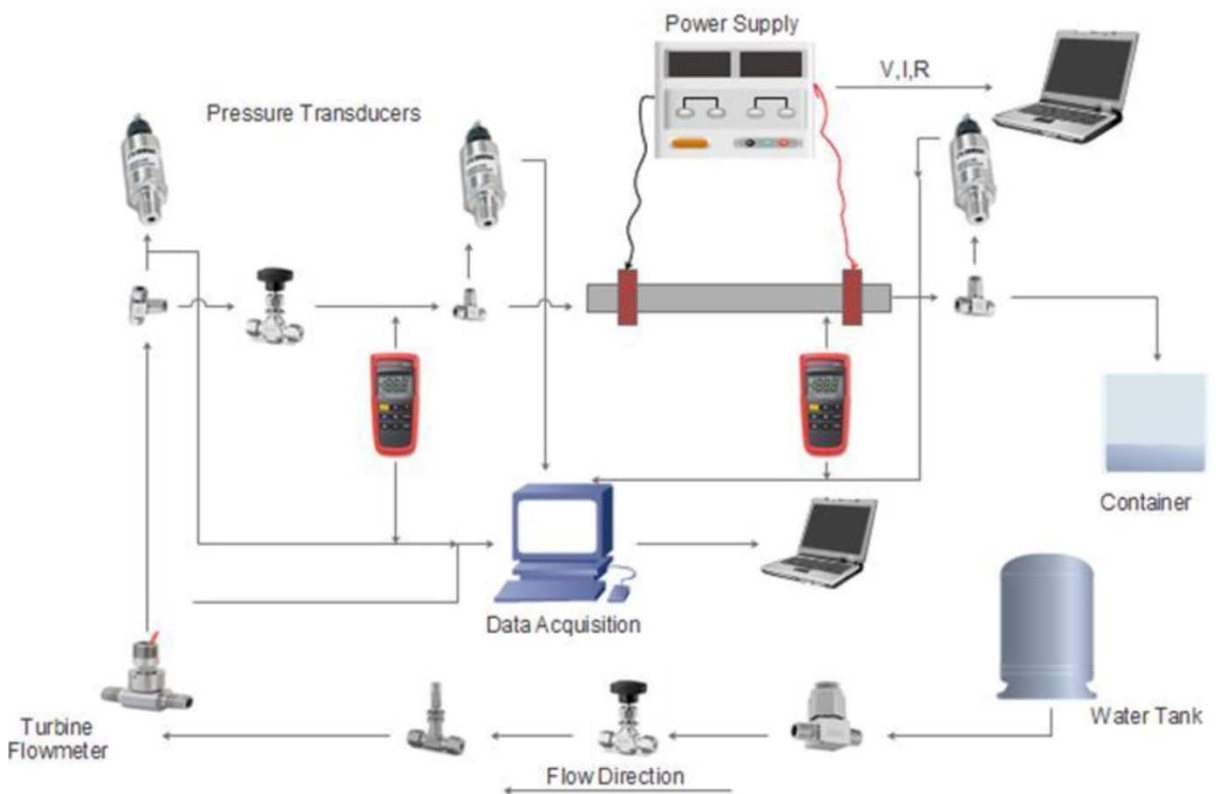 Power Supply
V,I,R
Pressure Transducers
Container
Data Acquisition
Water Tank
Turbine
Flowmeter
Flow Direction